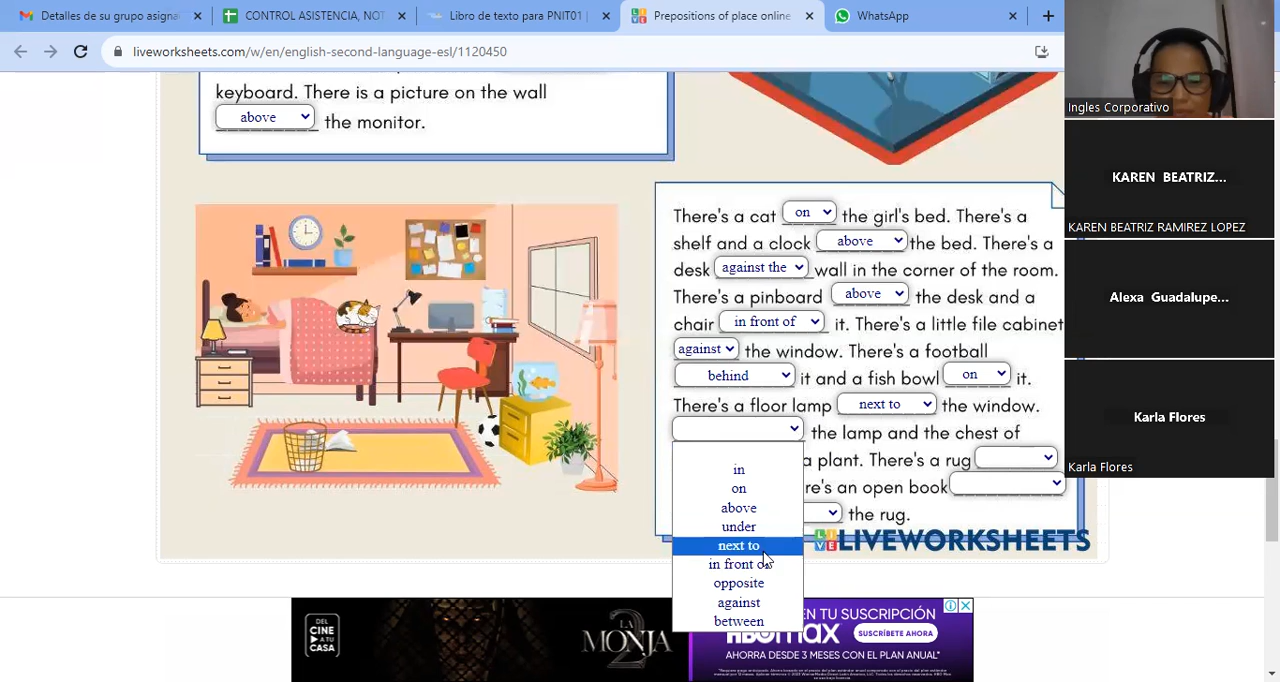 Detalles de su grupo asigna
CONTROL ASISTENCIA, NOT
Libro de texto para PNIT01 |
Prepositions of place online
WhatsApp
liveworksheets.com/w/en/english-second-language-esl/1120450
keyboard. There is a picture on the wall
above the monitor.
There's a cat on the girl's bed. There's a
shelf and a clock above the bed. There's a
desk against the wall in the corner of the room.
There's a pinboard above the desk and a
chair in front of it. There's a little file cabinet
against the window. There's a football
behind it and a fish bowl on it.
There's a floor lamp next to the window.
the lamp and the chest of
a plant. There's a rug
re's an open book
the rug.
in
on
above
under
next to
in front of
opposite
against
between
LIVEWORKSHEETS
DEL
CINE
A TU
CASA
LA
MONJA
2
EN TU SUSCRIPCIÓN
HBOMAX
SUSCRÍBETE AHORA
AHORRA DESDE 3 MESES CON EL PLAN ANUAL*
Ingles Corporativo
KAREN BEATRIZ...
KAREN BEATRIZ RAMIREZ LOPEZ
Alexa Guadalupe...
Karla Flores
Karla Flores